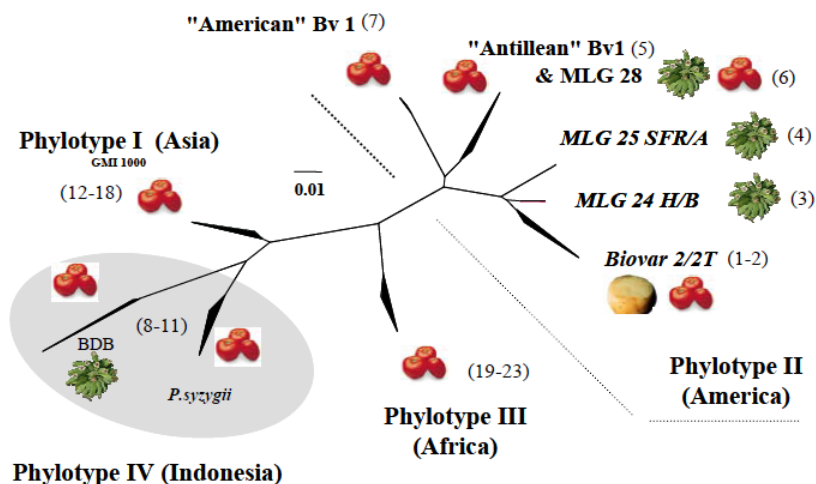 "American" Bv 1 (7)
"Antillean" Bv1 (5)
& MLG 28
(6)
MLG 25 SFR/A
(4)
MLG 24 H/B
(3)
Biovar 2/2T (1-2)
Phylotype II
(America)
Phylotype I (Asia)
GMI 1000
(12-18)
0.01
(8-11)
BDB
P.syzygii
(19-23)
Phylotype III
(Africa)
Phylotype IV (Indonesia)